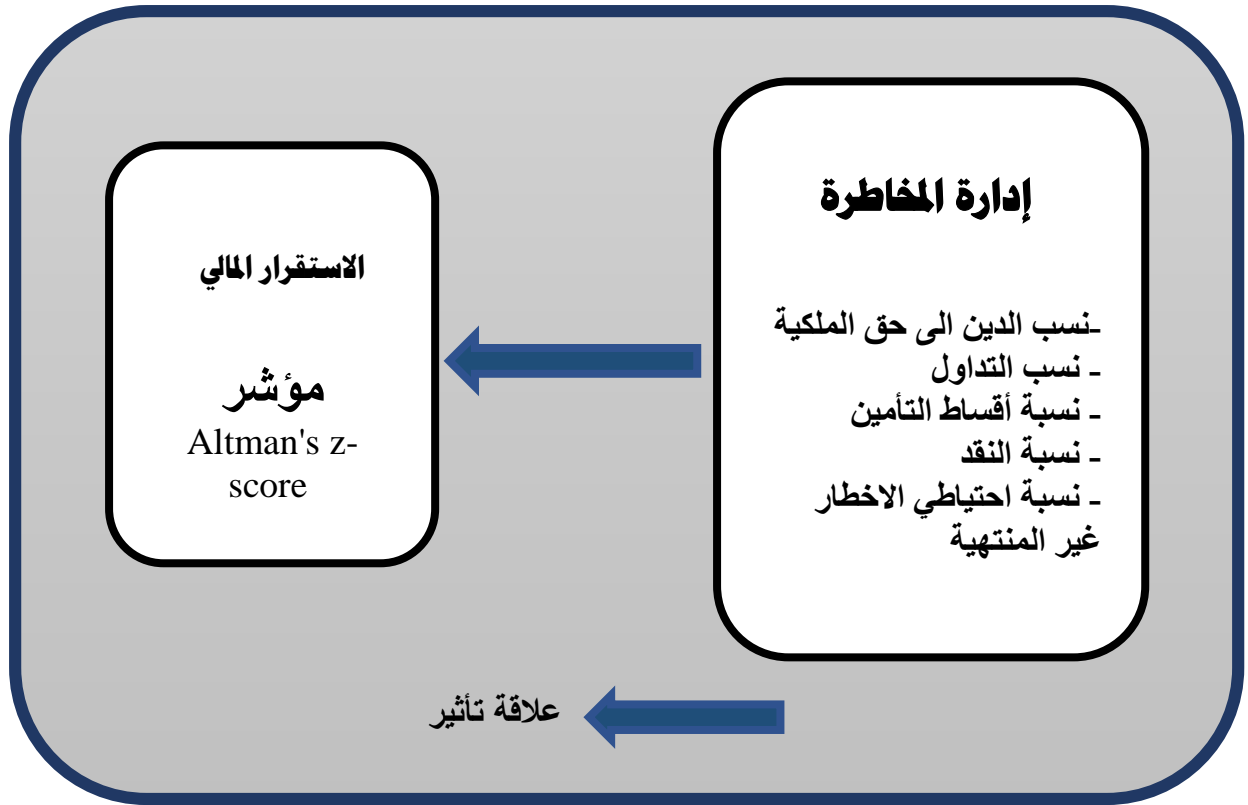 إدارة المخاطرة
-نسب الدين الى حق الملكية
- نسب التداول
- نسبة أقساط التأمين
- نسبة النقد
- نسبة احتياطي الاخطار
غير المنتهية
الاستقرار المالي
مؤشر
Altman's z-
score
علاقة تأثير